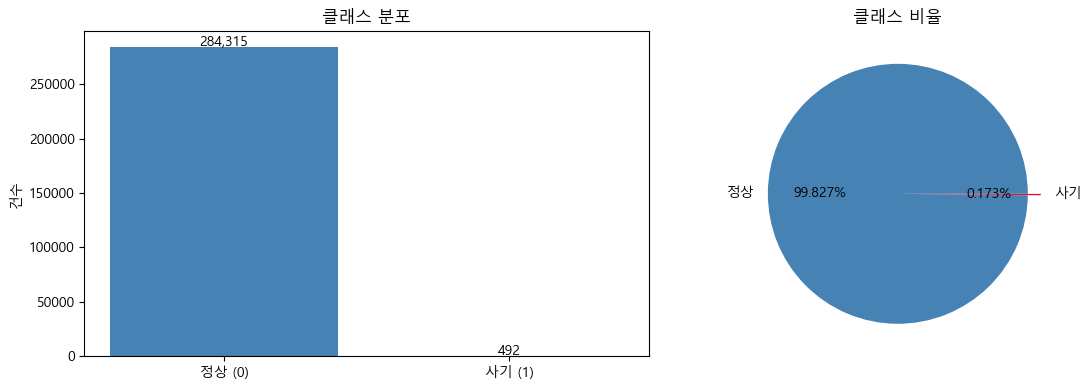 클래스 분포
284,315
250000
200000
150000
100000
50000
0
건수
492
정상 (0)
사기 (1)
클래스 비율
정상
99.827%
0.173%
사기